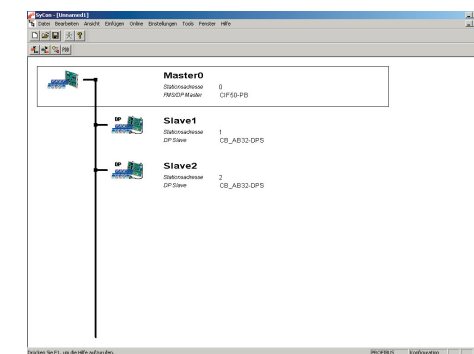 SyCon - [Unnamed1]
Datei Bearbeiten Ansicht Einfügen Online Einstellungen Tools Fenster Hilfe
Master0
Stationsadresse 0
FMS/DP Master CIF50-PB
DP Slave1
Stationsadresse 1
DP Slave CB_AB32-DPS
DP Slave2
Stationsadresse 2
DP Slave CB_AB32-DPS
Drücken Sie F1, um die Hilfe aufzurufen. PROFIBUS Konfiguration